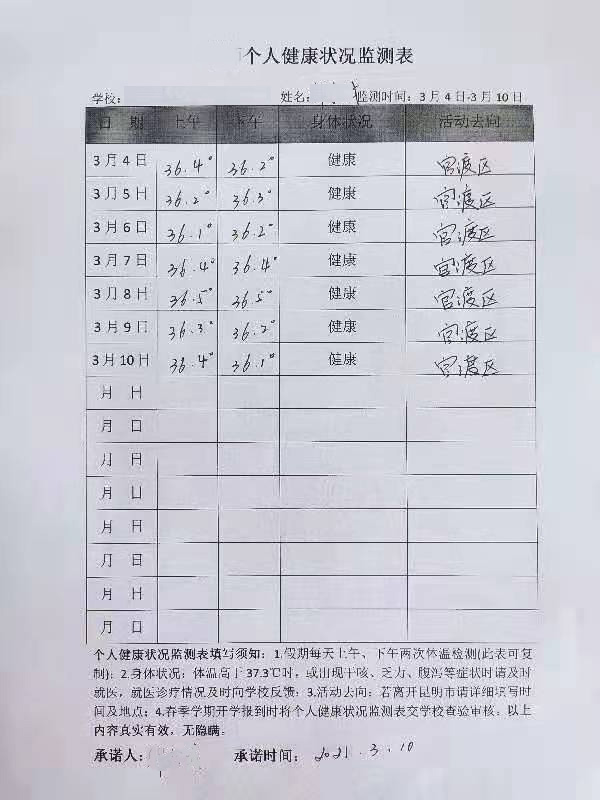 个人健康状况监测表
学校： 姓名： 监测时间：3月4日-3月10日
日 期 上午 下午 身体状况 活动去向
3月4日 36.4° 36.2° 健康 官渡区
3月5日 36.2° 36.3° 健康 官渡区
3月6日 36.1° 36.2° 健康 官渡区
3月7日 36.4° 36.4° 健康 官渡区
3月8日 36.5° 36.5° 健康 官渡区
3月9日 36.3° 36.2° 健康 官渡区
3月10日 36.4° 36.1° 健康 官渡区
月 日
月 日
月 日
月 日
月 日
月 日
月 日
月 日
个人健康状况监测表填写须知：1.假期每天上午、下午两次体温检测(此表可复
制)；2.身体状况：体温高于37.3℃时，或出现干咳、乏力、腹泻等症状时请及时
就医，就医诊疗情况及时向学校反馈；3.活动去向：若离开昆明市请详细填写时
间及地点；4.春季学期开学报到时将个人健康状况监测表交学校查验审核；以上
内容真实有效，无隐瞒。
承诺人： 承诺时间：2021.3.10